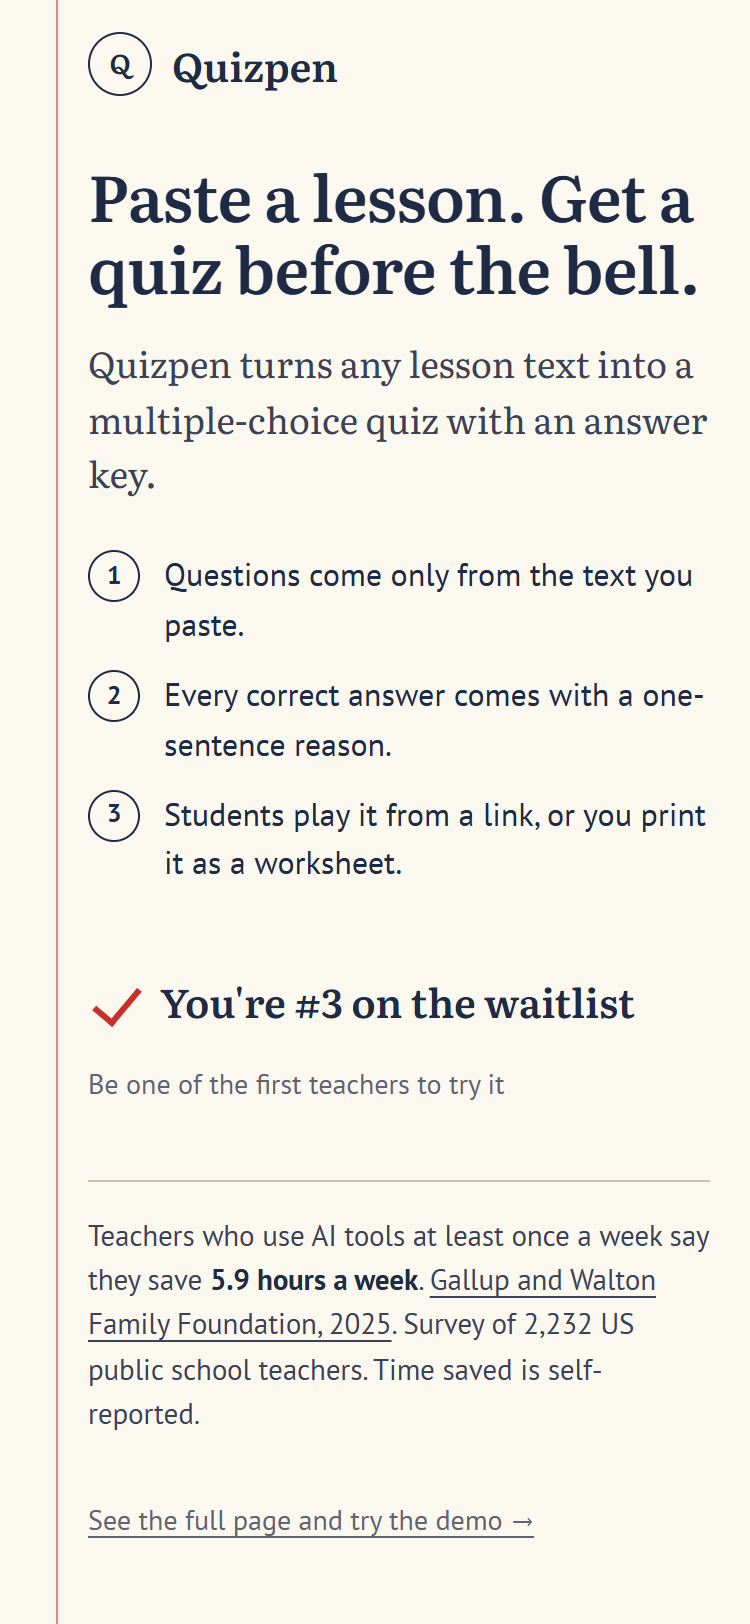 Q Quizpen
Paste a lesson. Get a
quiz before the bell.
Quizpen turns any lesson text into a
multiple-choice quiz with an answer
key.
1 Questions come only from the text you
paste.
2 Every correct answer comes with a one-
sentence reason.
3 Students play it from a link, or you print
it as a worksheet.
You're #3 on the waitlist
Be one of the first teachers to try it
Teachers who use AI tools at least once a week say
they save 5.9 hours a week. Gallup and Walton
Family Foundation, 2025. Survey of 2,232 US
public school teachers. Time saved is self-
reported.
See the full page and try the demo →